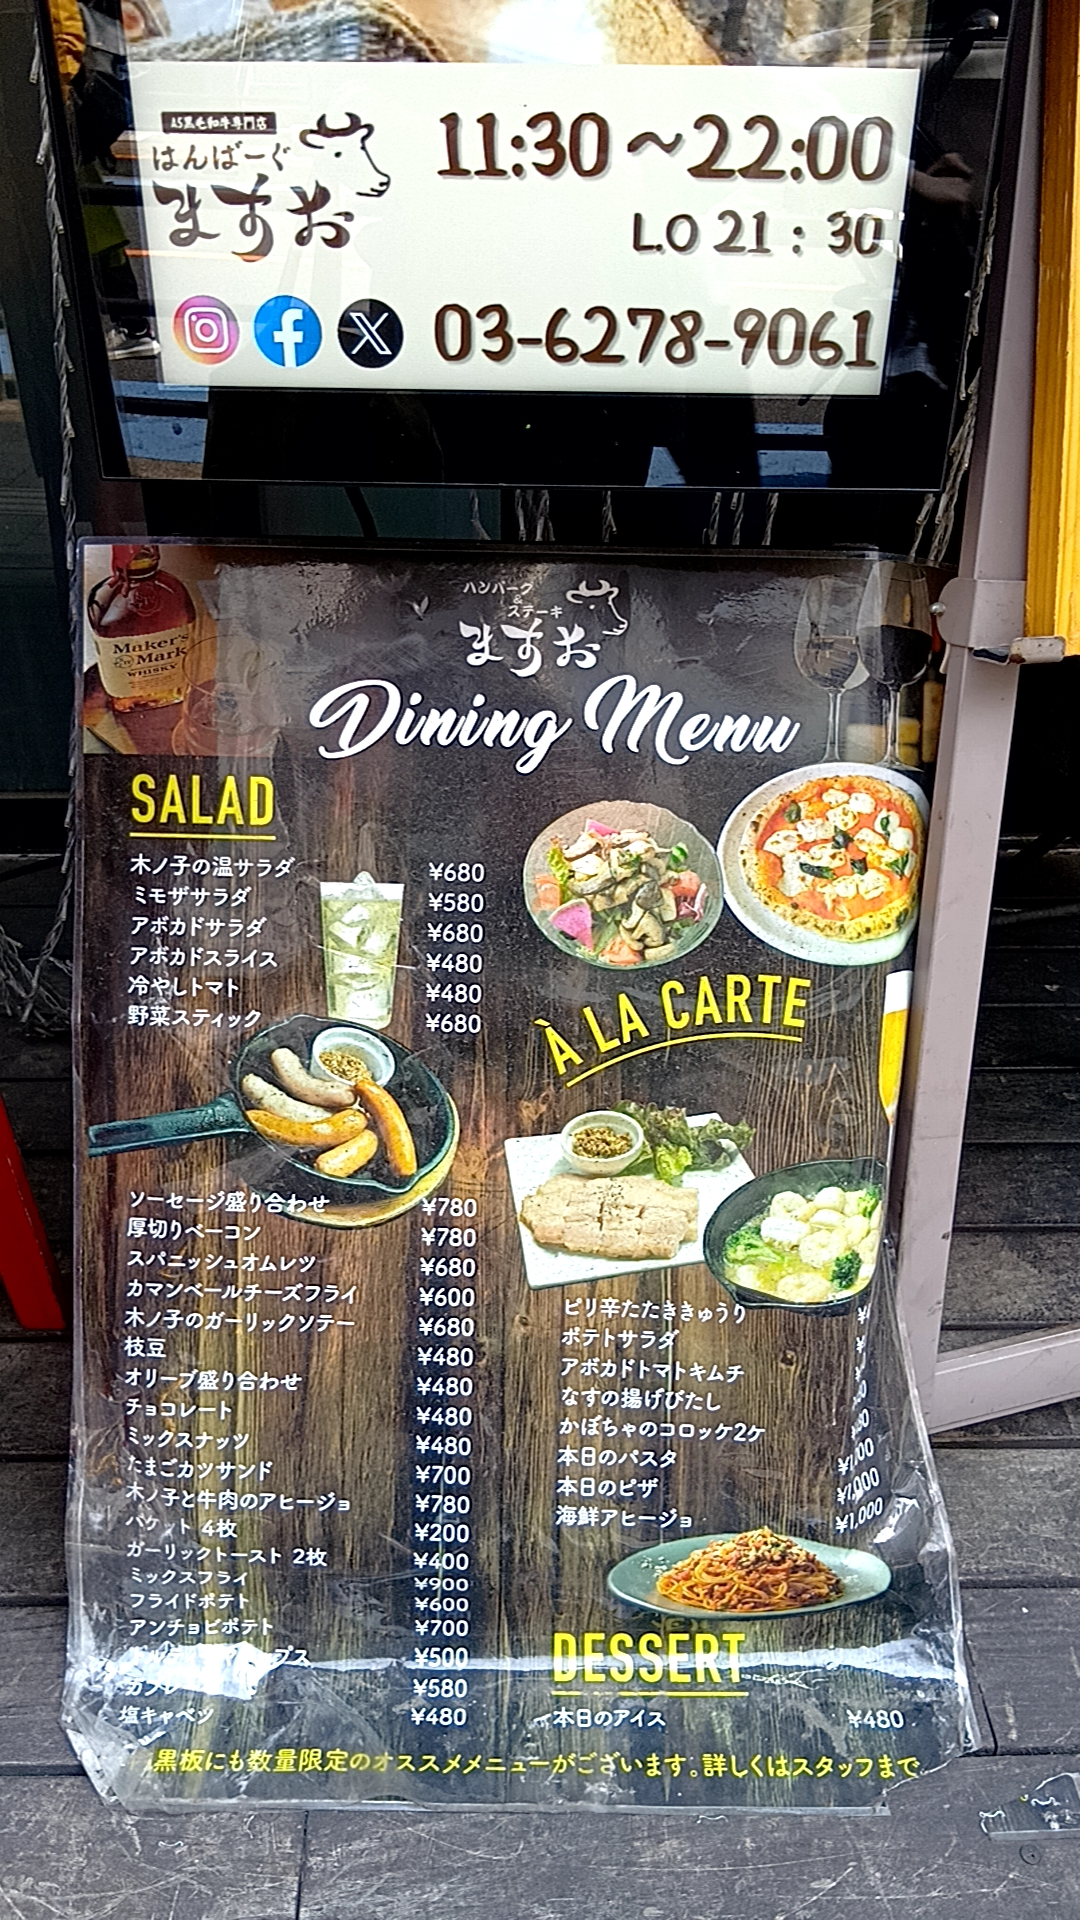 A5黒毛和牛専門店
はんばーぐ
ますお
11:30～22:00
L.O 21：30
03-6278-9061
Maker's
Mark
WHISKY
ハンバーグ
&
ステーキ
ますお
Dining Menu
SALAD
木ノ子の温サラダ ¥680
ミモザサラダ ¥580
アボカドサラダ ¥680
アボカドスライス ¥480
冷やしトマト ¥480
野菜スティック ¥680
À LA CARTE
ソーセージ盛り合わせ ¥780
厚切りベーコン ¥780
スパニッシュオムレツ ¥680
カマンベールチーズフライ ¥600
木ノ子のガーリックソテー ¥680
枝豆 ¥480
オリーブ盛り合わせ ¥480
チョコレート ¥480
ミックスナッツ ¥480
たまごカツサンド ¥700
木ノ子と牛肉のアヒージョ ¥780
バケット 4枚 ¥200
ガーリックトースト 2枚 ¥400
ミックスフライ ¥900
フライドポテト ¥600
アンチョビポテト ¥700
¥500
¥580
塩キャベツ ¥480
ピリ辛たたききゅうり
ポテトサラダ
アボカドトマトキムチ
なすの揚げびたし
かぼちゃのコロッケ2ケ
本日のパスタ
本日のピザ ¥1,000
海鮮アヒージョ ¥1,000
DESSERT
本日のアイス ¥480
黒板にも数量限定のオススメメニューがございます。詳しくはスタッフまで